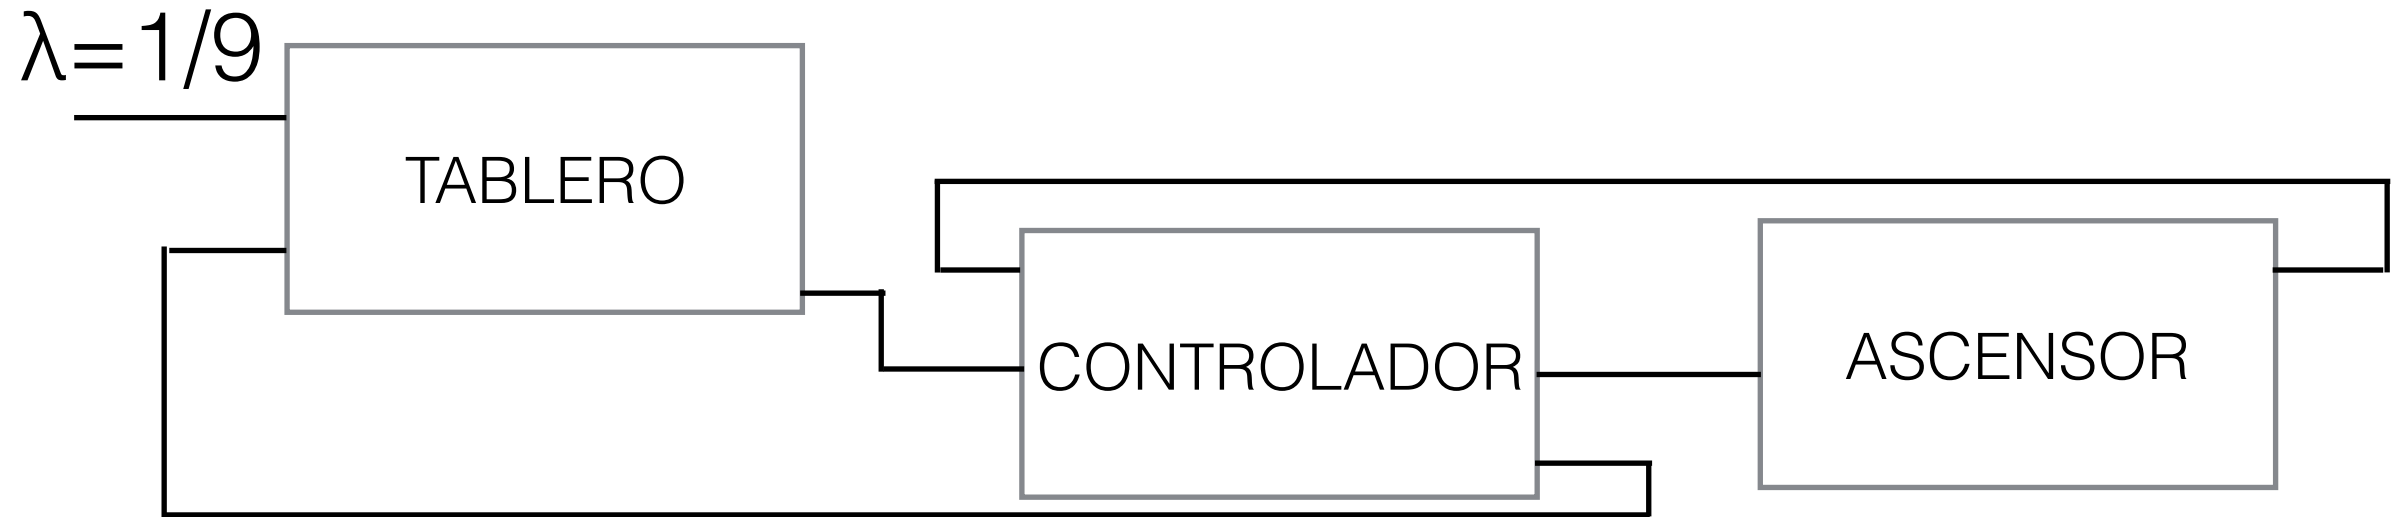 λ=1/9
TABLERO
CONTROLADOR
ASCENSOR